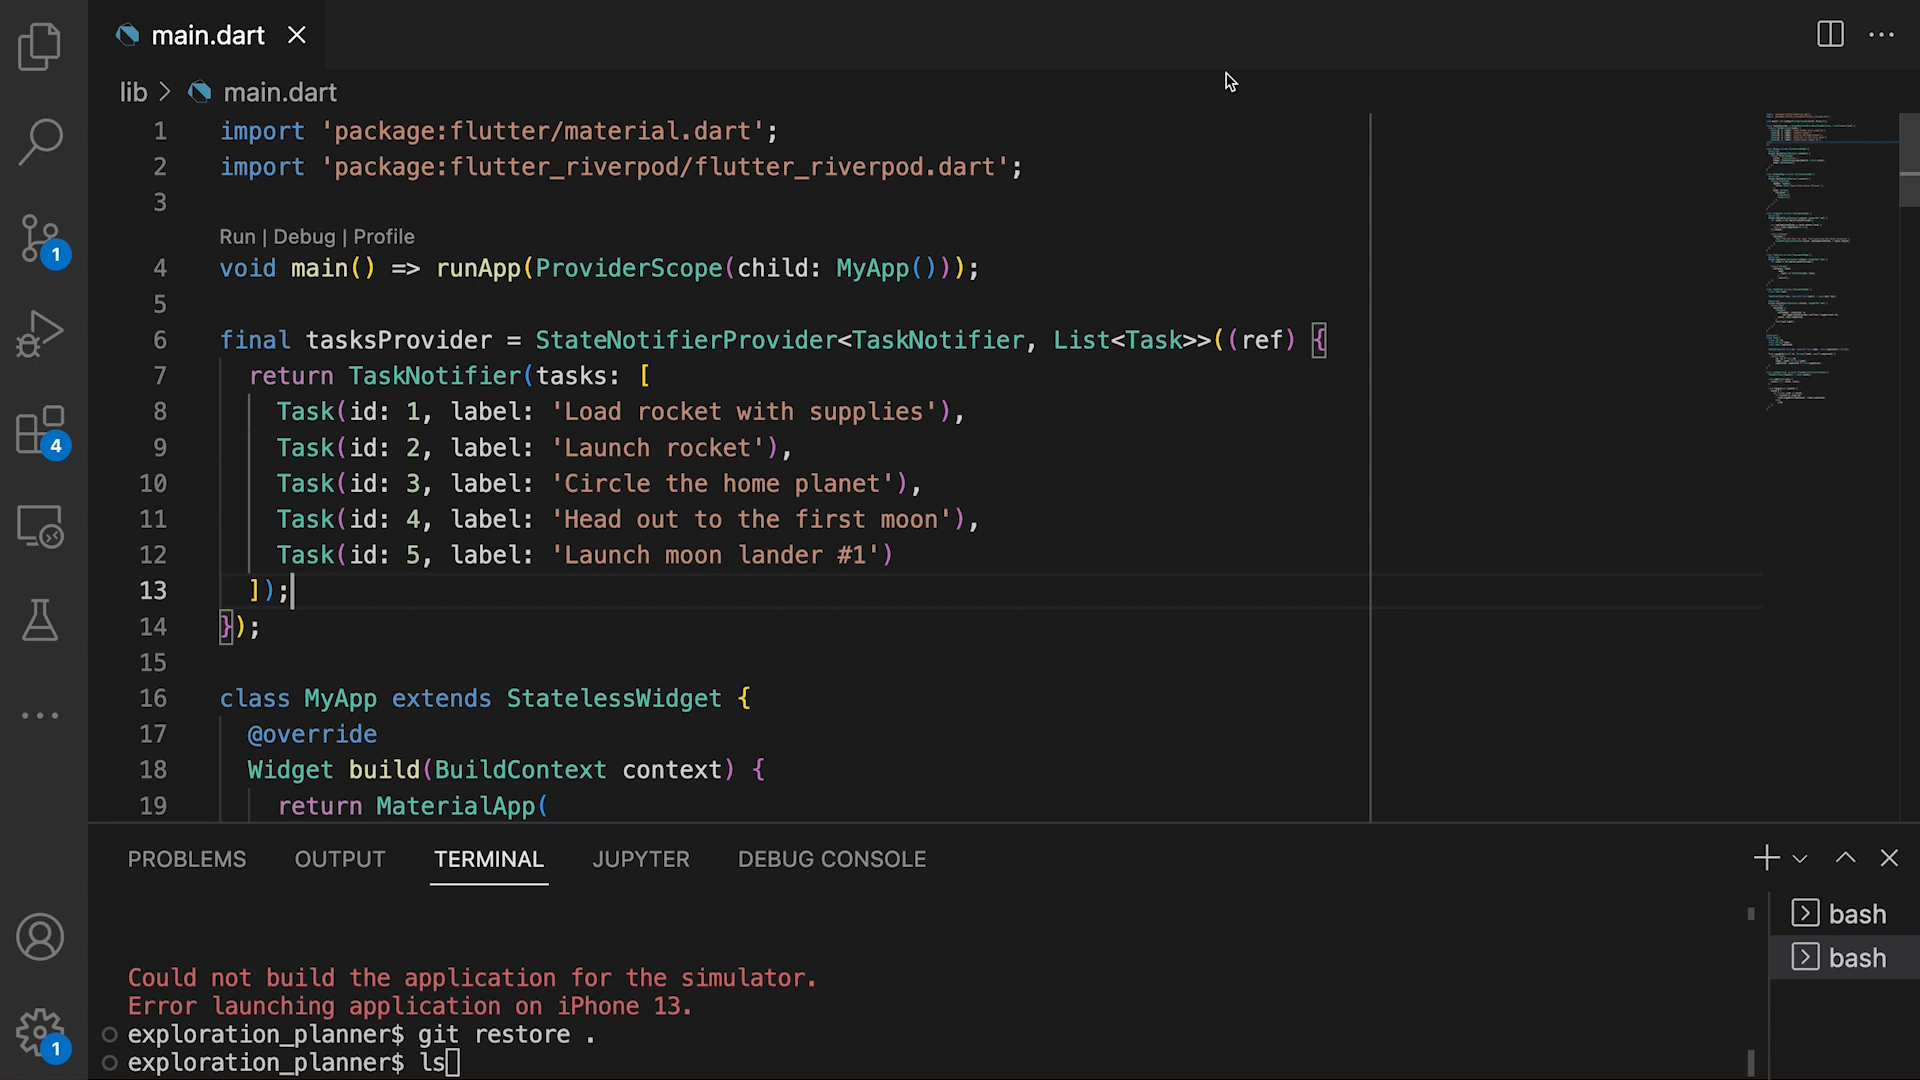 main.dart
lib > main.dart
1 import 'package:flutter/material.dart';
2 import 'package:flutter_riverpod/flutter_riverpod.dart';
3
Run | Debug | Profile
4 void main() => runApp(ProviderScope(child: MyApp()));
5
6 final tasksProvider = StateNotifierProvider<TaskNotifier, List<Task>>((ref) {
7 return TaskNotifier(tasks: [
8 Task(id: 1, label: 'Load rocket with supplies'),
9 Task(id: 2, label: 'Launch rocket'),
10 Task(id: 3, label: 'Circle the home planet'),
11 Task(id: 4, label: 'Head out to the first moon'),
12 Task(id: 5, label: 'Launch moon lander #1')
13 ]);
14 });
15
16 class MyApp extends StatelessWidget {
17 @override
18 Widget build(BuildContext context) {
19 return MaterialApp(
1
4
1
PROBLEMS OUTPUT TERMINAL JUPYTER DEBUG CONSOLE
bash
bash
Could not build the application for the simulator.
Error launching application on iPhone 13.
exploration_planner$ git restore .
exploration_planner$ ls